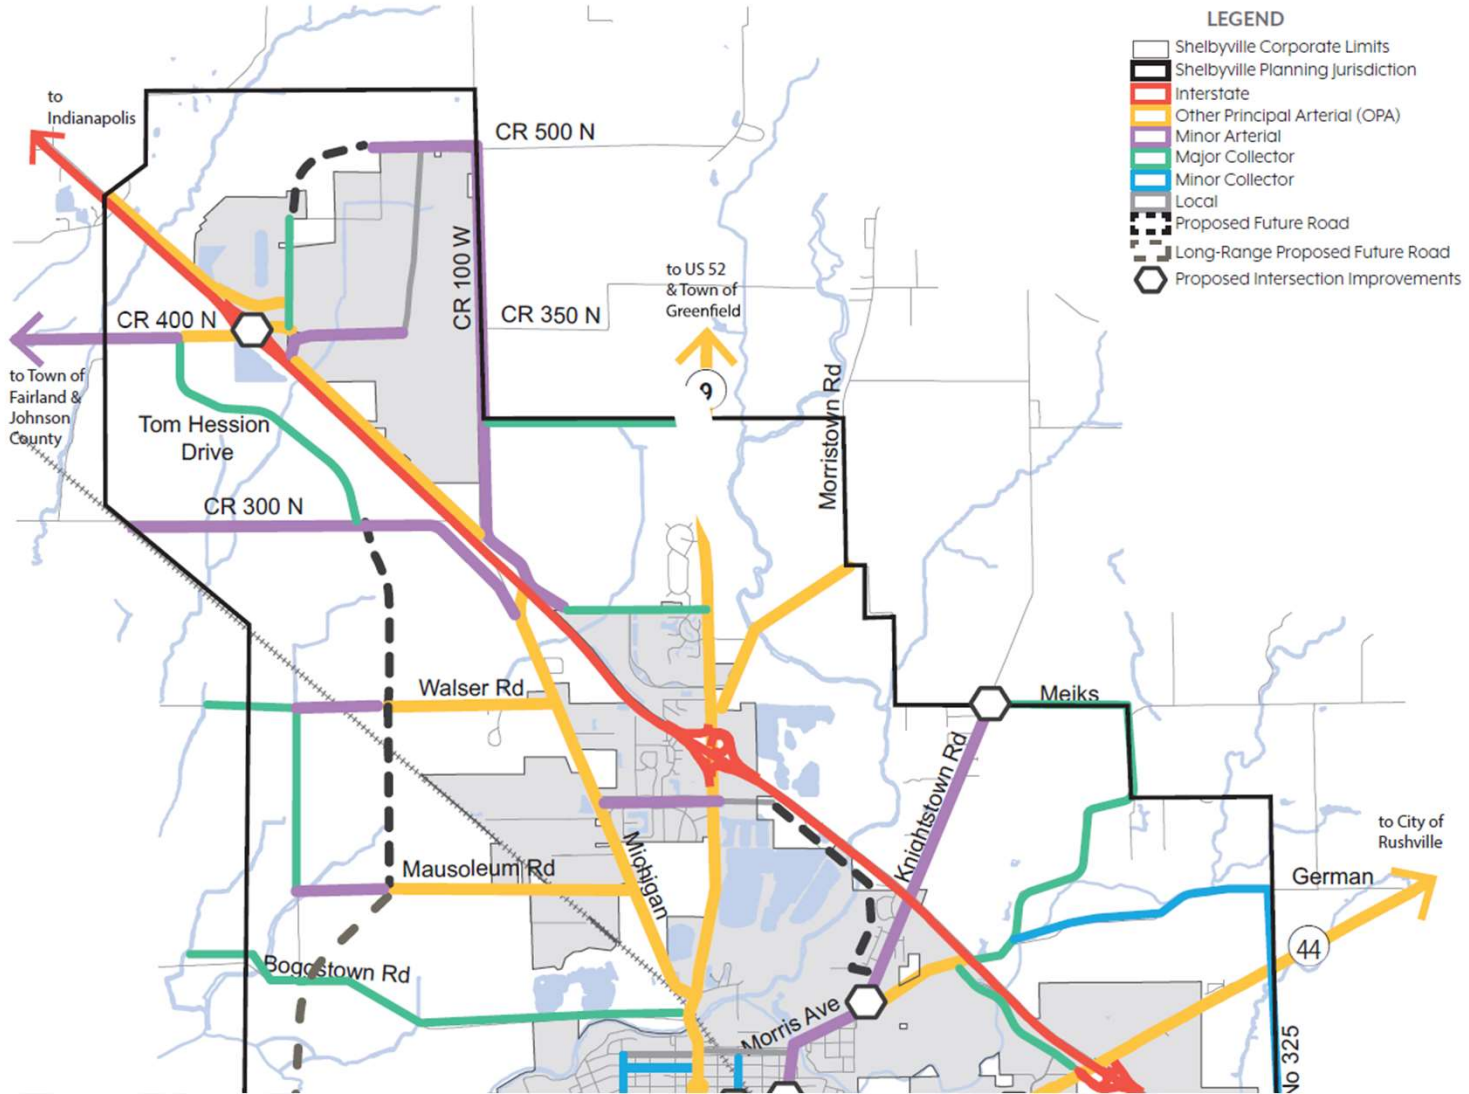 LEGEND
Shelbyville Corporate Limits
Shelbyville Planning Jurisdiction
Interstate
Other Principal Arterial (OPA)
Minor Arterial
Major Collector
Minor Collector
Local
Proposed Future Road
Long-Range Proposed Future Road
Proposed Intersection Improvements
to
Indianapolis
CR 500 N
CR 100 W
to US 52
& Town of
Greenfield
CR 400 N
CR 350 N
to Town of
Fairland &
Johnson
County
9
Morristown Rd
Tom Hession
Drive
CR 300 N
Walser Rd
Meiks
Knightstown Rd
to City of
Rushville
Michigan
Mausoleum Rd
German
44
Boggstown Rd
Morris Ave
No 325